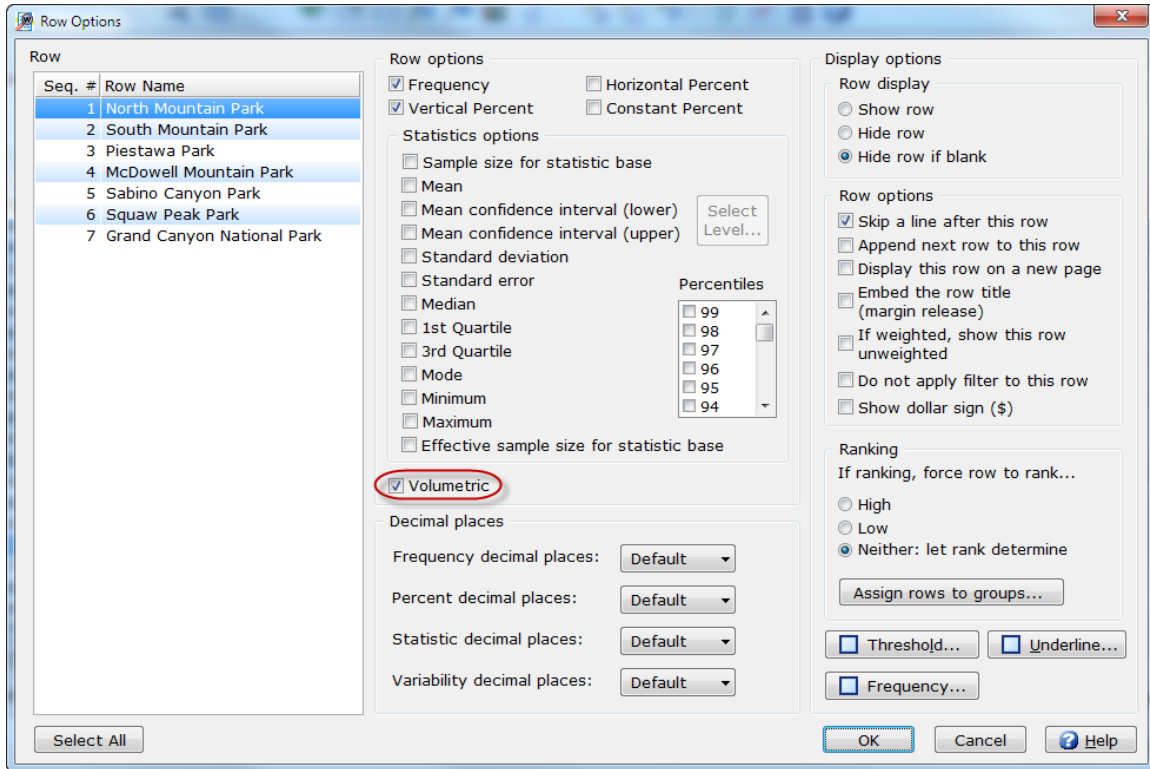 Row Options
Row
Seq. # Row Name
1 North Mountain Park
2 South Mountain Park
3 Piestawa Park
4 McDowell Mountain Park
5 Sabino Canyon Park
6 Squaw Peak Park
7 Grand Canyon National Park
Select All
Row options
Frequency
Horizontal Percent
Vertical Percent
Constant Percent
Statistics options
Sample size for statistic base
Mean
Mean confidence interval (lower)
Mean confidence interval (upper)
Select
Level...
Standard deviation
Standard error
Median
1st Quartile
3rd Quartile
Mode
Minimum
Maximum
Effective sample size for statistic base
Percentiles
99
98
97
96
95
94
Volumetric
Decimal places
Frequency decimal places: Default
Percent decimal places: Default
Statistic decimal places: Default
Variability decimal places: Default
Display options
Row display
Show row
Hide row
Hide row if blank
Row options
Skip a line after this row
Append next row to this row
Display this row on a new page
Embed the row title
(margin release)
If weighted, show this row
unweighted
Do not apply filter to this row
Show dollar sign ($)
Ranking
If ranking, force row to rank...
High
Low
Neither: let rank determine
Assign rows to groups...
Threshold...
Underline...
Frequency...
OK
Cancel
Help